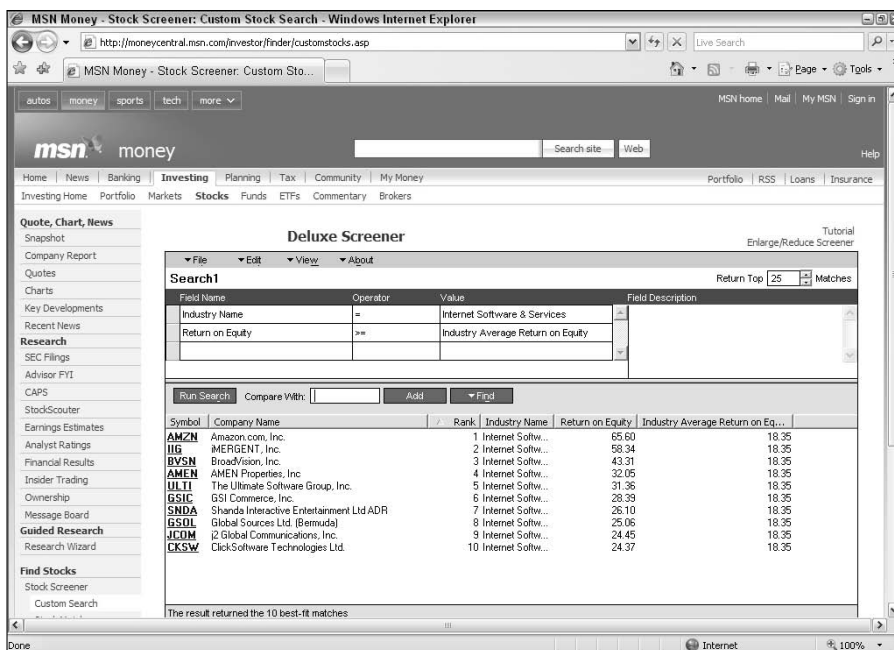 MSN Money - Stock Screener: Custom Stock Search - Windows Internet Explorer
http://moneycentral.msn.com/investor/finder/customstocks.asp
Live Search
MSN Money - Stock Screener: Custom Sto...
Page Tools
autos money sports tech more
MSN home Mail My MSN Sign in
msn money
Search site Web
Help
Home News Banking Investing Planning Tax Community My Money
Portfolio RSS Loans Insurance
Investing Home Portfolio Markets Stocks Funds ETFs Commentary Brokers
Quote, Chart, News
Snapshot
Company Report
Quotes
Charts
Key Developments
Recent News
Research
SEC Filings
Advisor FYI
CAPS
StockScouter
Earnings Estimates
Analyst Ratings
Financial Results
Insider Trading
Ownership
Message Board
Guided Research
Research Wizard
Find Stocks
Stock Screener
Custom Search
Deluxe Screener
Tutorial
Enlarge/Reduce Screener
File Edit View About
Search1
Return Top 25 Matches
Field Name Operator Value Field Description
Industry Name = Internet Software & Services
Return on Equity >= Industry Average Return on Equity
Run Search Compare With: Add Find
Symbol Company Name Rank Industry Name Return on Equity Industry Average Return on Eq...
AMZN Amazon.com, Inc. 1 Internet Softw... 65.60 18.35
IIG iMERGENT, Inc. 2 Internet Softw... 58.34 18.35
BVSN BroadVision, Inc. 3 Internet Softw... 43.31 18.35
AMEN AMEN Properties, Inc 4 Internet Softw... 32.05 18.35
ULTI The Ultimate Software Group, Inc. 5 Internet Softw... 31.36 18.35
GSIC GSI Commerce, Inc. 6 Internet Softw... 28.39 18.35
SNDA Shanda Interactive Entertainment Ltd ADR 7 Internet Softw... 26.10 18.35
GSOL Global Sources Ltd. (Bermuda) 8 Internet Softw... 25.06 18.35
JCOM j2 Global Communications, Inc. 9 Internet Softw... 24.45 18.35
CKSW ClickSoftware Technologies Ltd. 10 Internet Softw... 24.37 18.35
The result returned the 10 best-fit matches
Done
Internet
100%